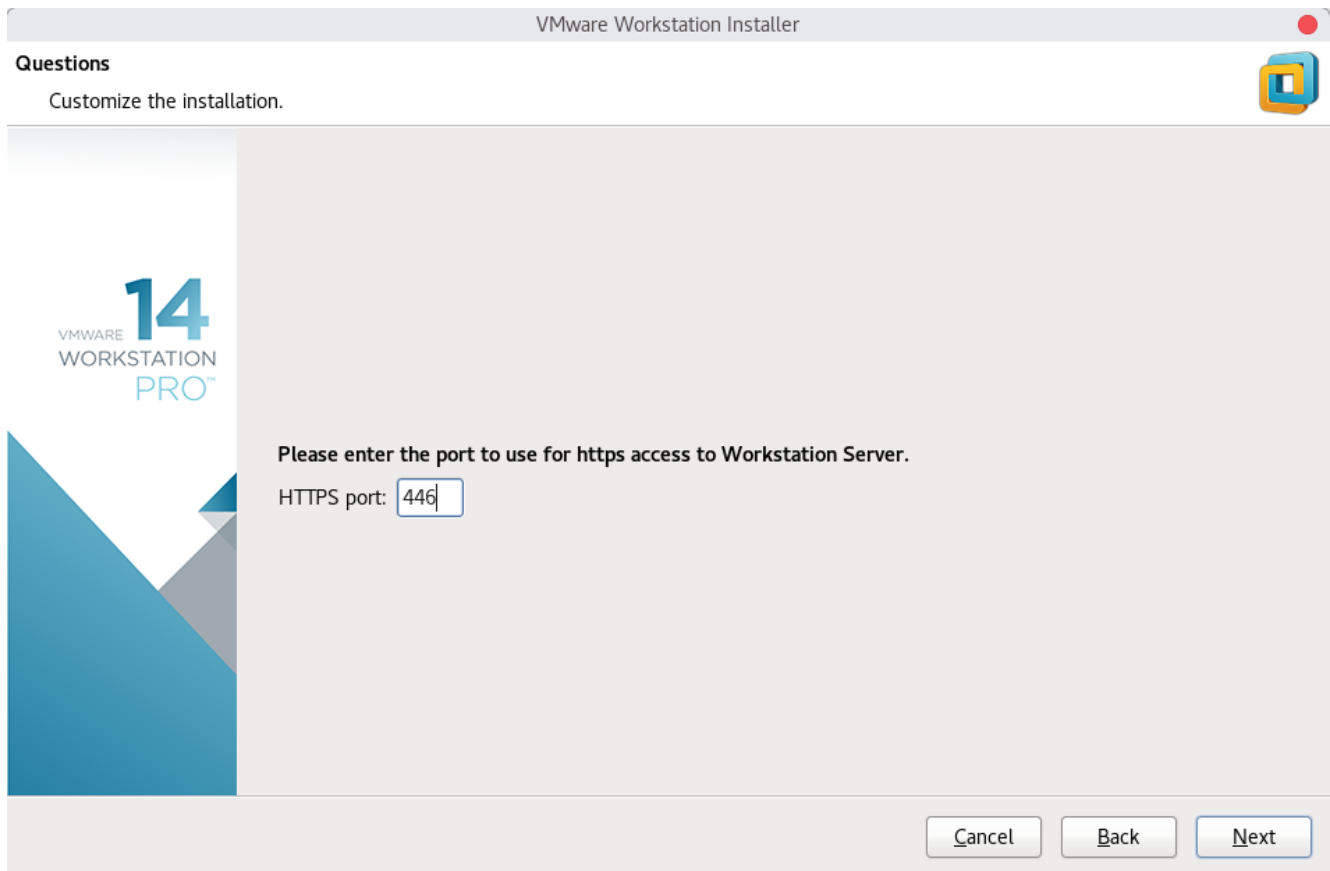 VMware Workstation Installer
Questions
Customize the installation.
14
VMWARE
WORKSTATION
PRO™
Please enter the port to use for https access to Workstation Server.
HTTPS port: 446
Cancel Back Next